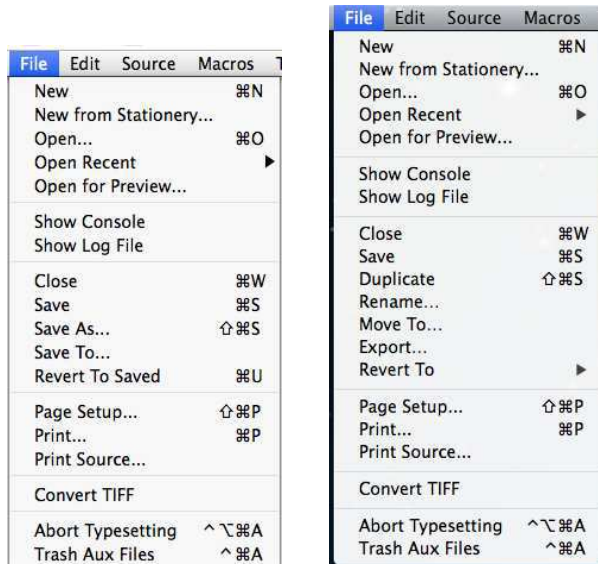 File Edit Source Macros
New ⌘N
New from Stationery...
Open... ⌘O
Open Recent ▶
Open for Preview...
Show Console
Show Log File
Close ⌘W
Save ⌘S
Save As... ⇧⌘S
Save To...
Revert To Saved ⌘U
Page Setup... ⇧⌘P
Print... ⌘P
Print Source...
Convert TIFF
Abort Typesetting ^⌥⌘A
Trash Aux Files ^⌘A
File Edit Source Macros
New ⌘N
New from Stationery...
Open... ⌘O
Open Recent ▶
Open for Preview...
Show Console
Show Log File
Close ⌘W
Save ⌘S
Duplicate ⇧⌘S
Rename...
Move To...
Export...
Revert To ▶
Page Setup... ⇧⌘P
Print... ⌘P
Print Source...
Convert TIFF
Abort Typesetting ^⌥⌘A
Trash Aux Files ^⌘A